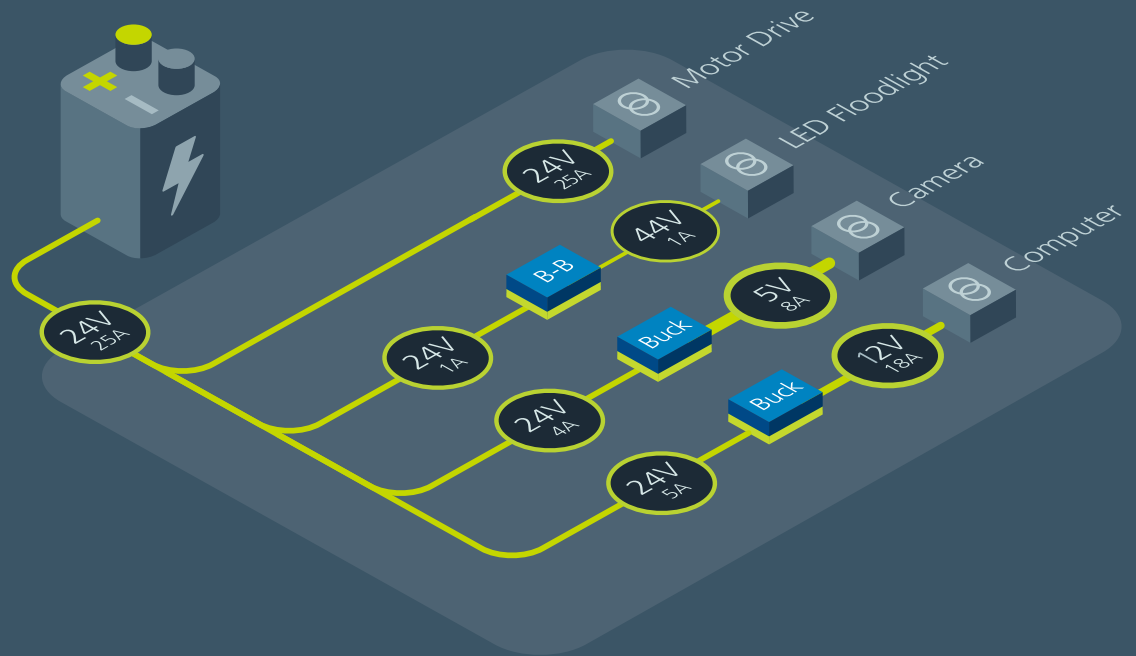 Motor Drive
LED Floodlight
Camera
Computer
24V
25A
44V
1A
B-B
5V
8A
Buck
12V
18A
Buck
24V
25A
24V
1A
24V
4A
24V
5A